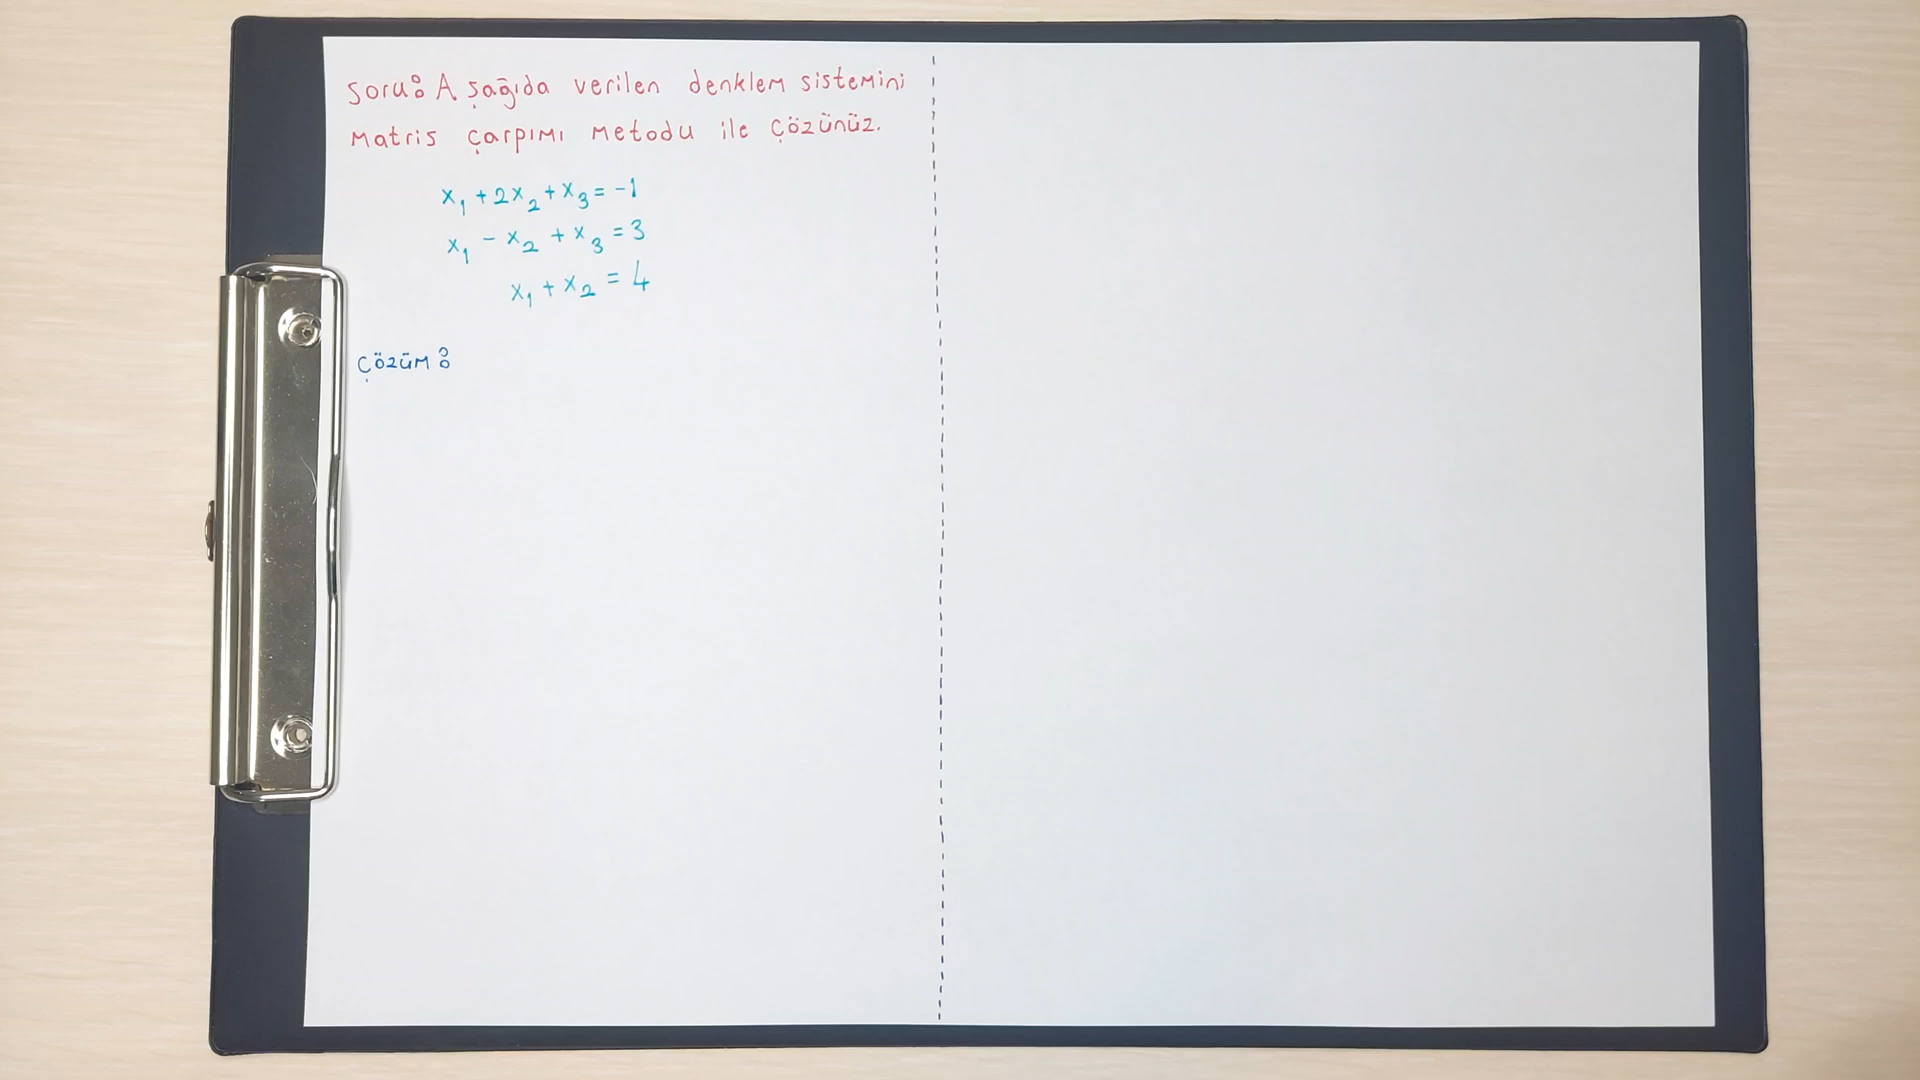 Soru: Aşağıda verilen denklem sistemini
Matris çarpımı metodu ile çözünüz.
x₁ + 2x₂ + x₃ = -1
x₁ - x₂ + x₃ = 3
x₁ + x₂ = 4
Çözüm: